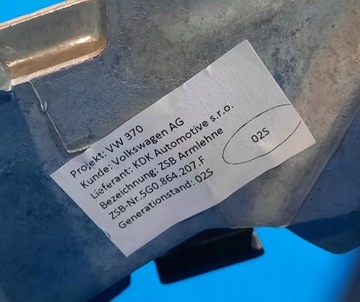 Projekt: VW 370
Kunde: Volkswagen AG
Lieferant: KDK Automotive s.r.o.
Bezeichnung: ZSB Armlehne
ZSB-Nr.5G0.864.207.F
Generationstand: 02S
02S